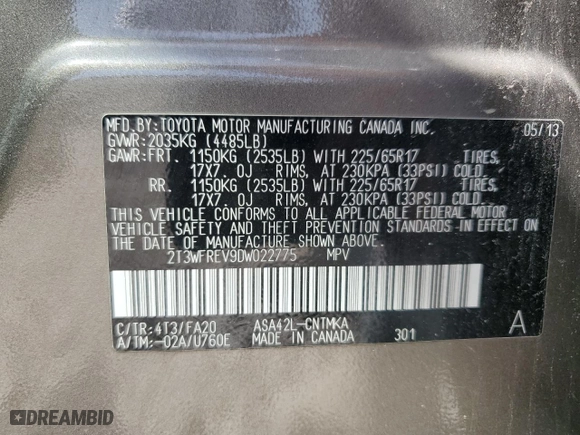 MFD.BY:TOYOTA MOTOR MANUFACTURING CANADA INC. 05/13
GVWR:2035KG (4485LB)
GAWR:FRT. 1150KG (2535LB) WITH 225/65R17 TIRES,
17X7. 0J RIMS, AT 230KPA (33PSI) COLD
RR. 1150KG (2535LB) WITH 225/65R17 TIRES,
17X7. 0J RIMS, AT 230KPA (33PSI) COLD
THIS VEHICLE CONFORMS TO ALL APPLICABLE FEDERAL MOTOR
VEHICLE SAFETY AND THEFT PREVENTION STANDARDS IN EFFECT
ON THE DATE OF MANUFACTURE SHOWN ABOVE.
2T3WFREV9DW022775 MPV
C/TR:4T3/FA20 ASA42L-CNTMKA
A/TM:-02A/U760E MADE IN CANADA 301 A
DREAMBID